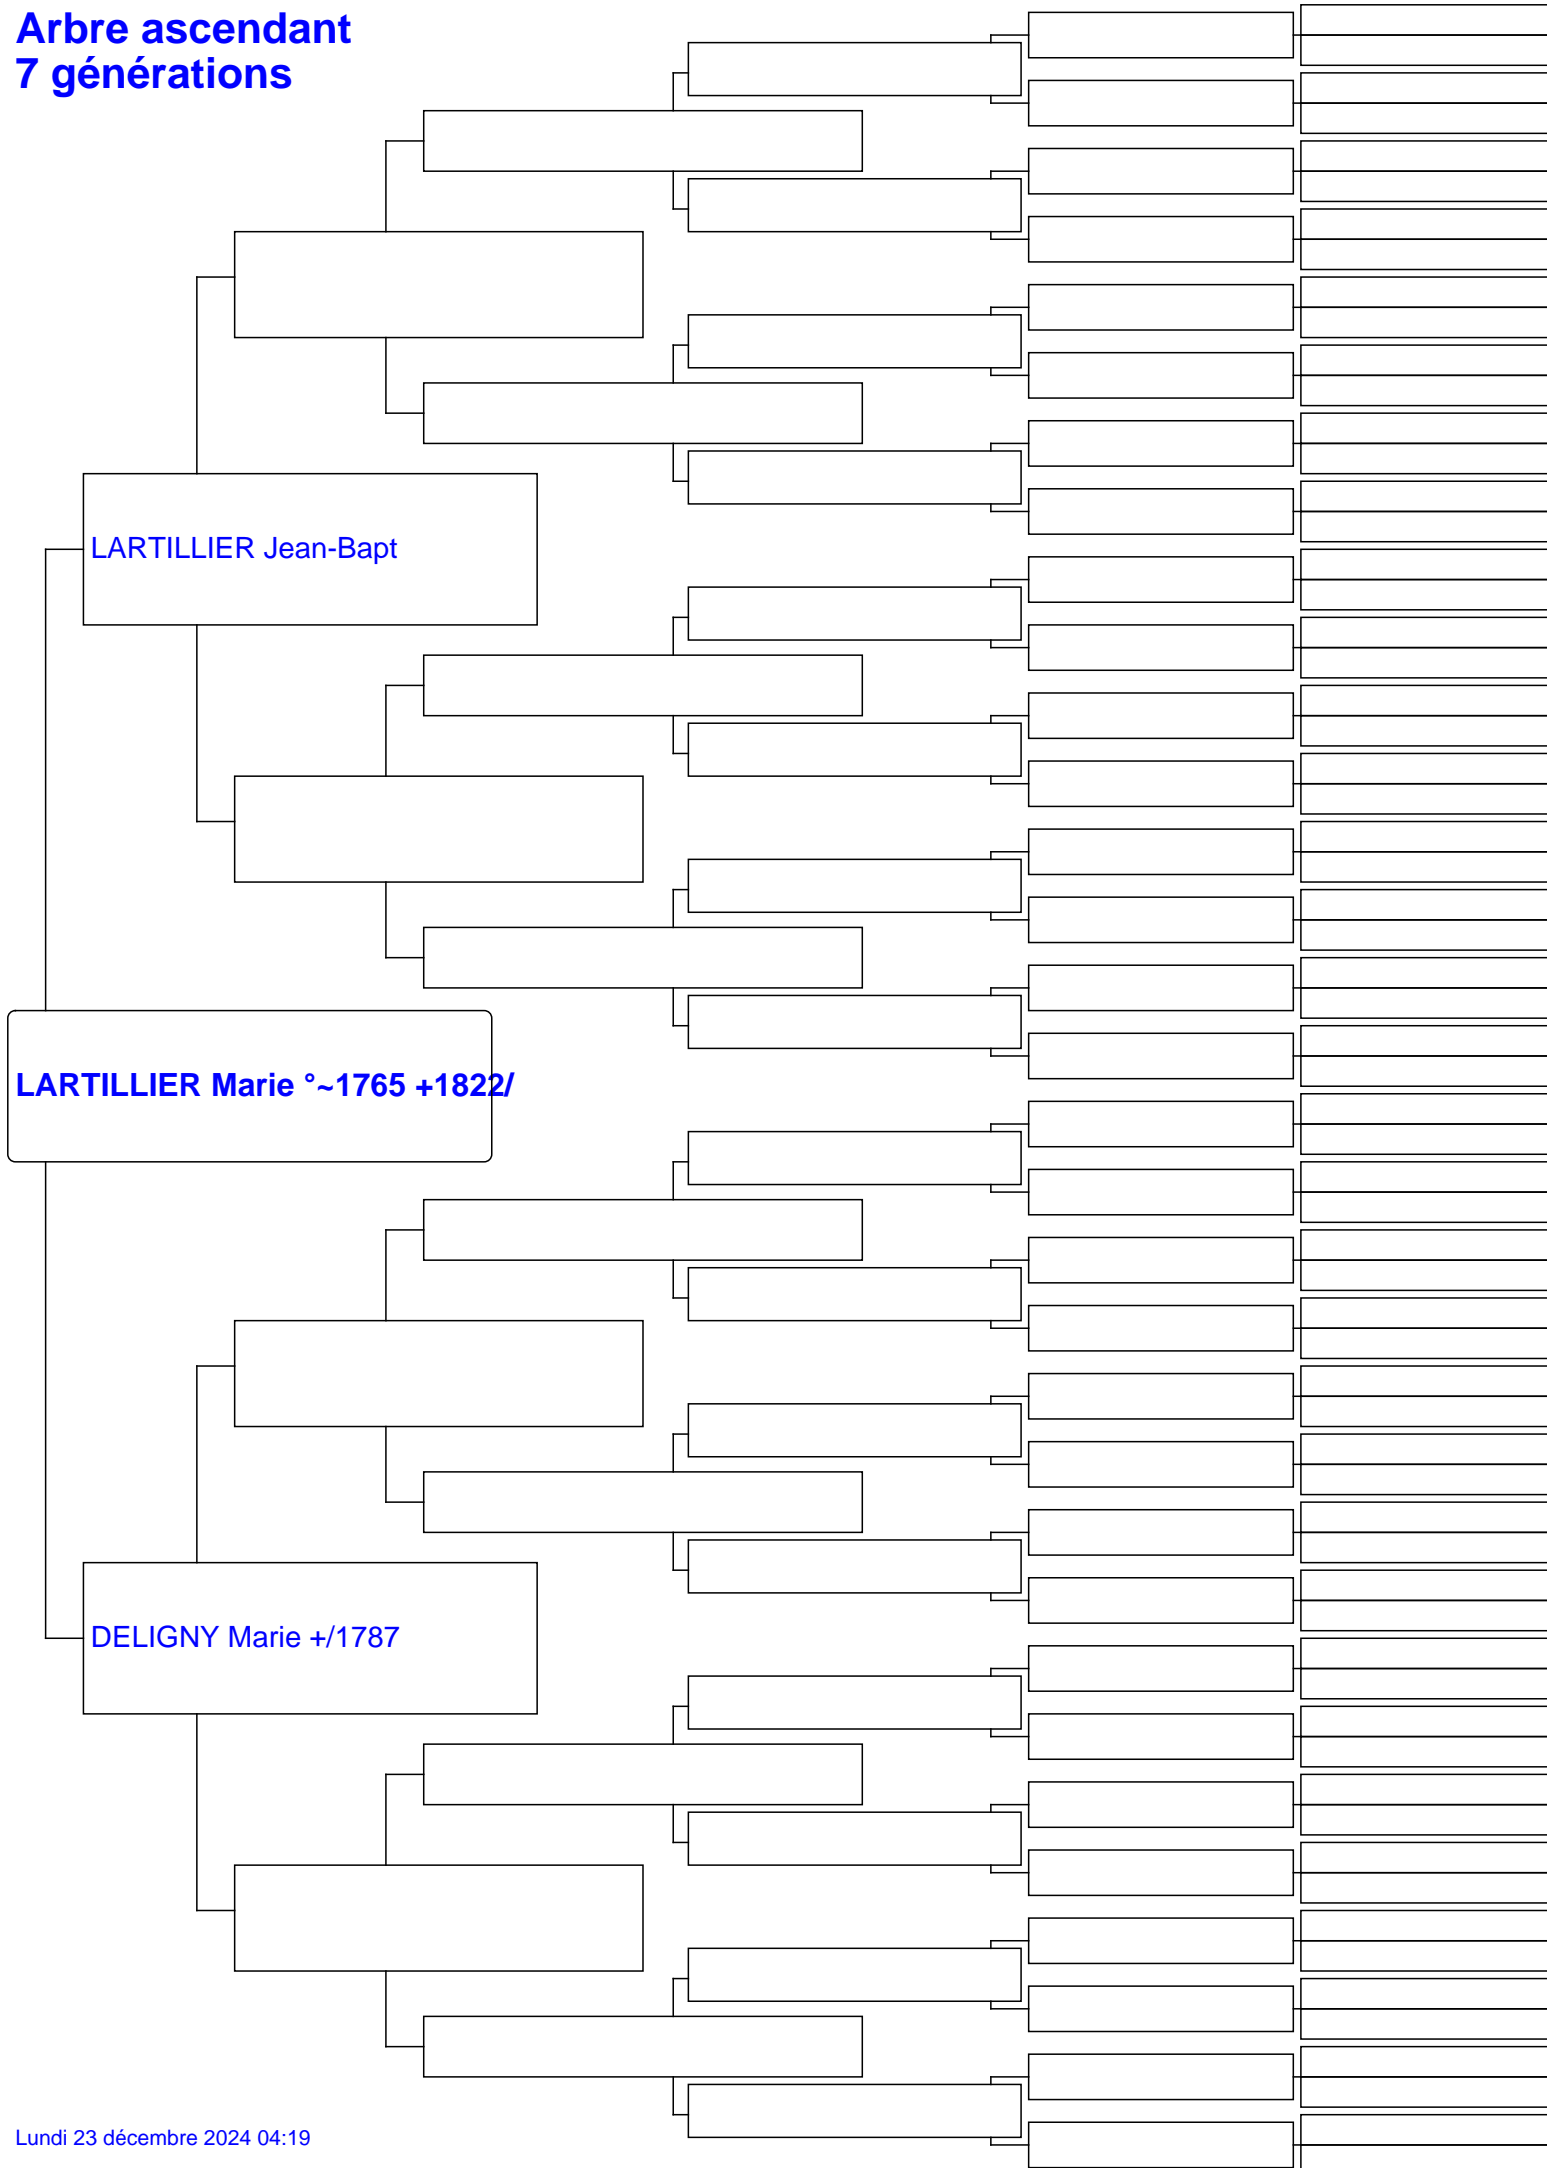 Arbre ascendant
7 générations
LARTILLIER Jean-Bapt
LARTILLIER Marie °~1765 +1822/
DELIGNY Marie +/1787
Lundi 23 décembre 2024 04:19